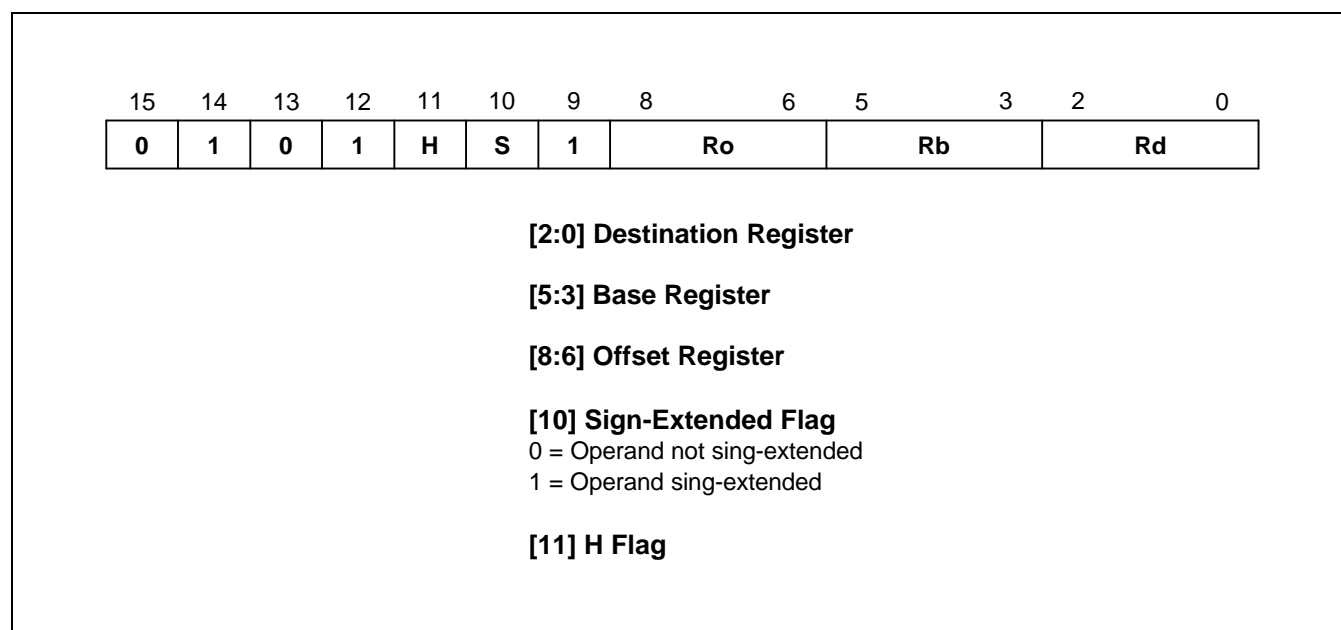 15 14 13 12 11 10 9 8 6 5 3 2 0
0 1 0 1 H S 1 Ro Rb Rd
[2:0] Destination Register
[5:3] Base Register
[8:6] Offset Register
[10] Sign-Extended Flag
0 = Operand not sing-extended
1 = Operand sing-extended
[11] H Flag